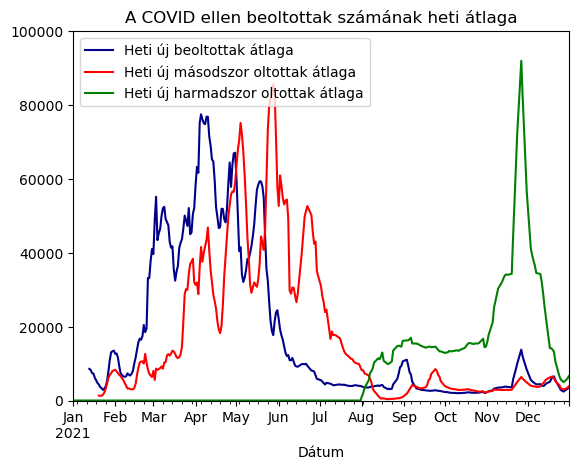 A COVID ellen beoltottak számának heti átlaga
Heti új beoltottak átlaga
Heti új másodszor oltottak átlaga
Heti új harmadszor oltottak átlaga
100000
80000
60000
40000
20000
0
Jan Feb Mar Apr May Jun Jul Aug Sep Oct Nov Dec
2021
Dátum